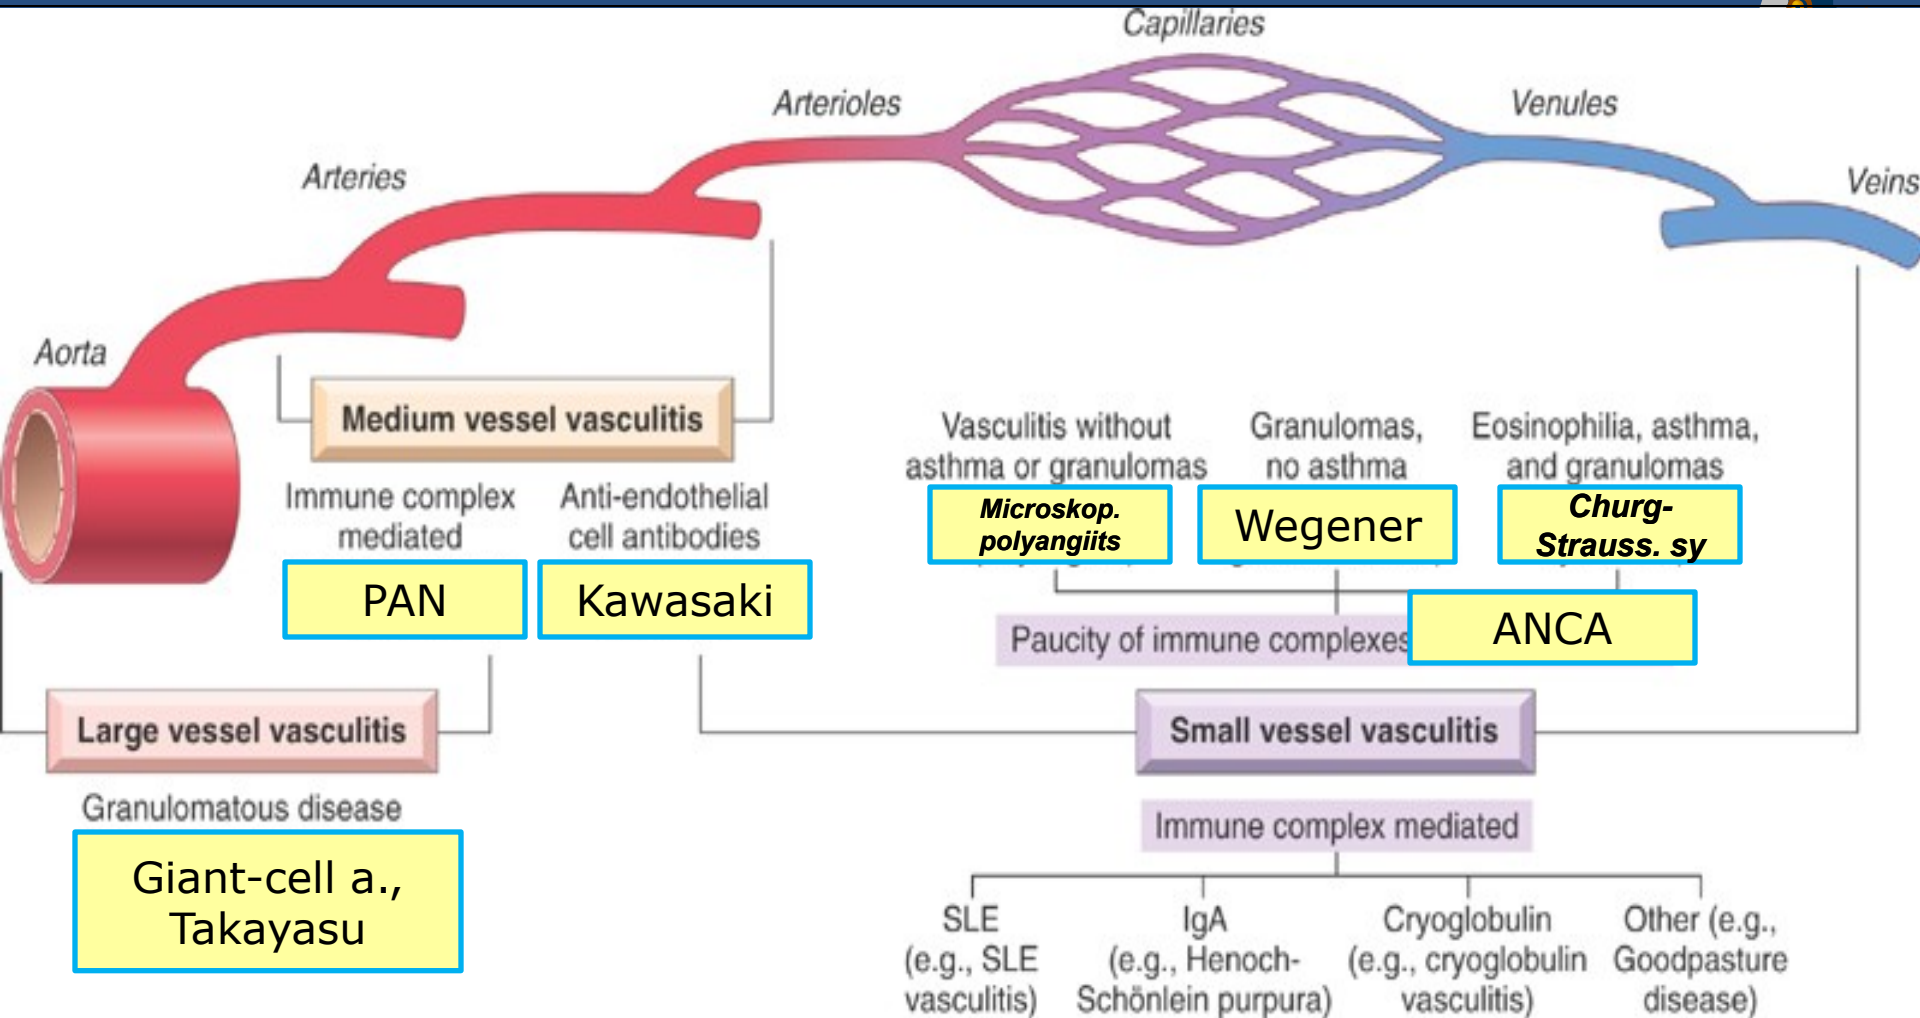 Capillaries
Arterioles
Venules
Arteries
Veins
Aorta
Medium vessel vasculitis
Immune complex
mediated
PAN
Anti-endothelial
cell antibodies
Kawasaki
Vasculitis without
asthma or granulomas
Microskop.
polyangiits
Granulomas,
no asthma
Wegener
Eosinophilia, asthma,
and granulomas
Churg-
Strauss. sy
Paucity of immune complexes
ANCA
Large vessel vasculitis
Granulomatous disease
Giant-cell a.,
Takayasu
Small vessel vasculitis
Immune complex mediated
SLE
(e.g., SLE
vasculitis)
IgA
(e.g., Henoch-
Schönlein purpura)
Cryoglobulin
(e.g., cryoglobulin
vasculitis)
Other (e.g.,
Goodpasture
disease)